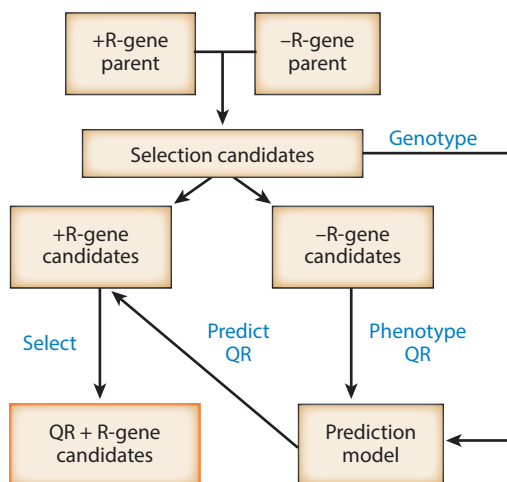 +R-gene
parent
–R-gene
parent
Selection candidates
Genotype
+R-gene
candidates
–R-gene
candidates
Select
Predict
QR
Phenotype
QR
QR + R-gene
candidates
Prediction
model